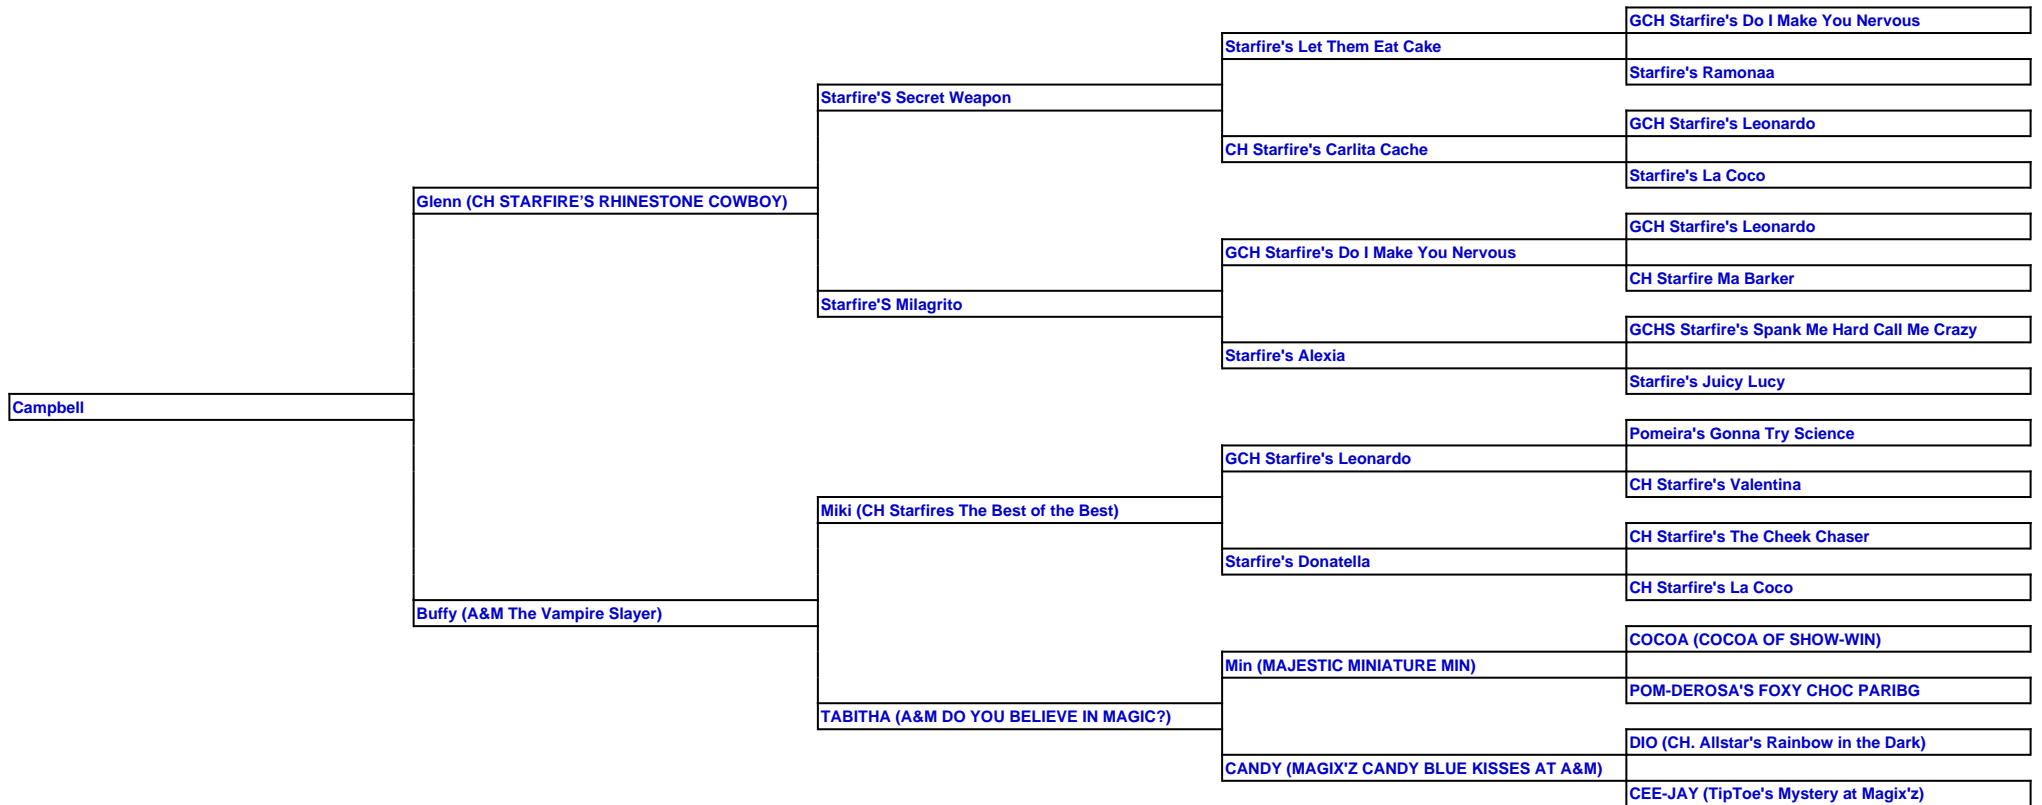 GCH Starfire's Do I Make You Nervous
Starfire's Let Them Eat Cake
Starfire's Ramonaa
Starfire'S Secret Weapon
GCH Starfire's Leonardo
CH Starfire's Carlita Cache
Starfire's La Coco
Glenn (CH STARFIRE’S RHINESTONE COWBOY)
GCH Starfire's Leonardo
GCH Starfire's Do I Make You Nervous
CH Starfire Ma Barker
Starfire'S Milagrito
GCHS Starfire's Spank Me Hard Call Me Crazy
Starfire's Alexia
Starfire's Juicy Lucy
Campbell
Pomeira's Gonna Try Science
GCH Starfire's Leonardo
CH Starfire's Valentina
Miki (CH Starfires The Best of the Best)
CH Starfire's The Cheek Chaser
Starfire's Donatella
CH Starfire's La Coco
Buffy (A&M The Vampire Slayer)
COCOA (COCOA OF SHOW-WIN)
Min (MAJESTIC MINIATURE MIN)
POM-DEROSA'S FOXY CHOC PARIBG
TABITHA (A&M DO YOU BELIEVE IN MAGIC?)
DIO (CH. Allstar's Rainbow in the Dark)
CANDY (MAGIX'Z CANDY BLUE KISSES AT A&M)
CEE-JAY (TipToe's Mystery at Magix'z)